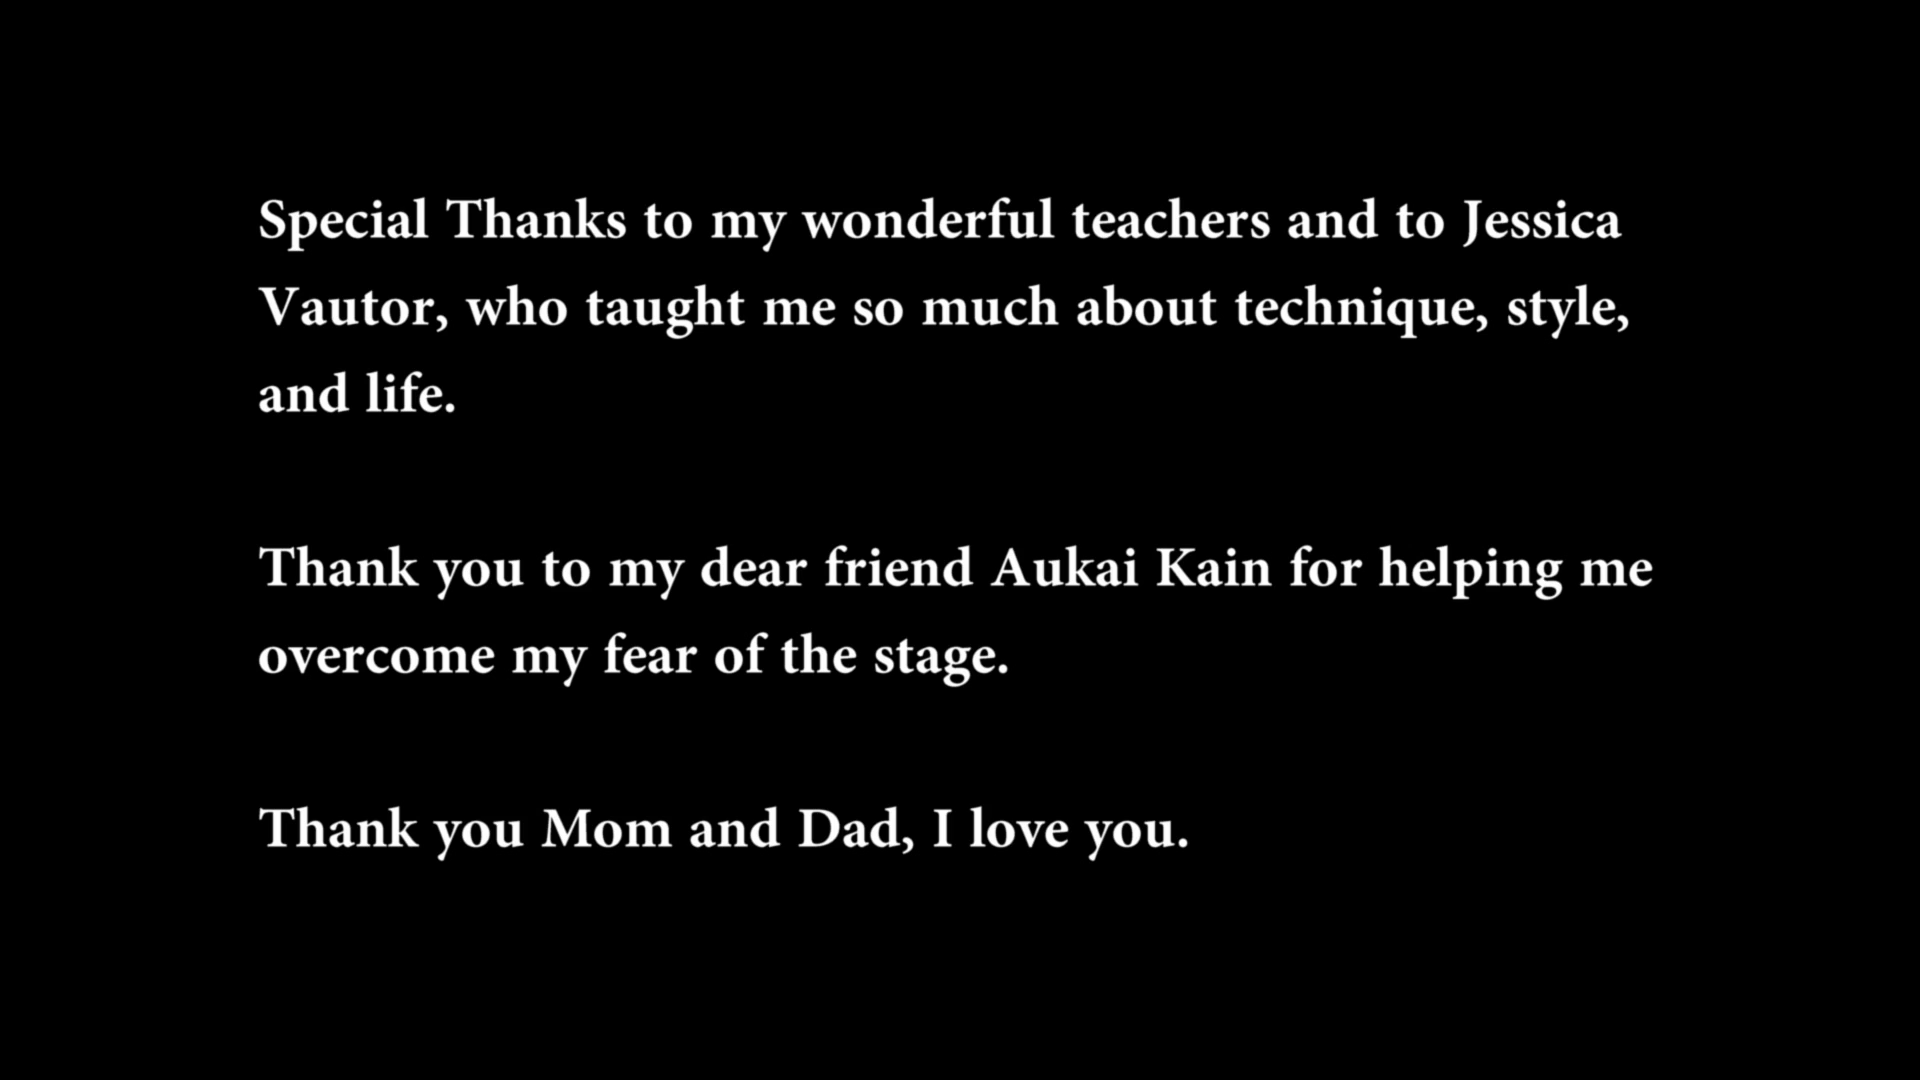 Special Thanks to my wonderful teachers and to Jessica
Vautor, who taught me so much about technique, style,
and life.
Thank you to my dear friend Aukai Kain for helping me
overcome my fear of the stage.
Thank you Mom and Dad, I love you.